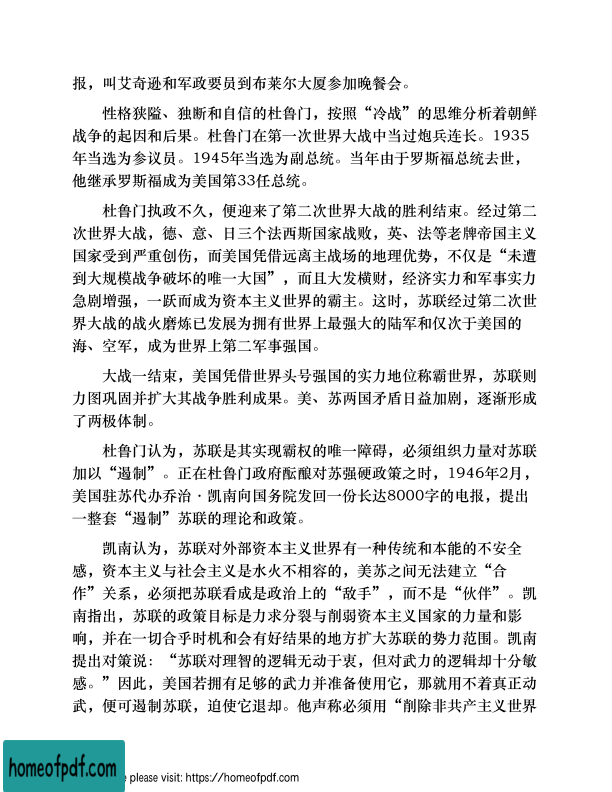 报，叫艾奇逊和军政要员到布莱尔大厦参加晚餐会。
性格狭隘、独断和自信的杜鲁门，按照“冷战”的思维分析着朝鲜
战争的起因和后果。杜鲁门在第一次世界大战中当过炮兵连长。1935
年当选为参议员。1945年当选为副总统。当年由于罗斯福总统去世，
他继承罗斯福成为美国第33任总统。
杜鲁门执政不久，便迎来了第二次世界大战的胜利结束。经过第二
次世界大战，德、意、日三个法西斯国家战败，英、法等老牌帝国主义
国家受到严重创伤，而美国凭借远离主战场的地理优势，不仅是“未遭
到大规模战争破坏的唯一大国”，而且大发横财，经济实力和军事实力
急剧增强，一跃而成为资本主义世界的霸主。这时，苏联经过第二次世
界大战的战火磨炼已发展为拥有世界上最强大的陆军和仅次于美国的
海、空军，成为世界上第二军事强国。
大战一结束，美国凭借世界头号强国的实力地位称霸世界，苏联则
力图巩固并扩大其战争胜利成果。美、苏两国矛盾日益加剧，逐渐形成
了两极体制。
杜鲁门认为，苏联是其实现霸权的唯一障碍，必须组织力量对苏联
加以“遏制”。正在杜鲁门政府酝酿对苏强硬政策之时，1946年2月，
美国驻苏代办乔治·凯南向国务院发回一份长达8000字的电报，提出
一整套“遏制”苏联的理论和政策。
凯南认为，苏联对外部资本主义世界有一种传统和本能的不安全
感，资本主义与社会主义是水火不相容的，美苏之间无法建立“合
作”关系，必须把苏联看成是政治上的“敌手”，而不是“伙伴”。凯
南指出，苏联的政策目标是力求分裂与削弱资本主义国家的力量和影
响，并在一切合乎时机和会有好结果的地方扩大苏联的势力范围。凯南
提出对策说：“苏联对理智的逻辑无动于衷，但对武力的逻辑却十分敏
感。”因此，美国若拥有足够的武力并准备使用它，那就用不着真正动
武，便可遏制苏联，迫使它退却。他声称必须用“削除非共产主义世界
homeofpdf.com
e please visit: https://homeofpdf.com